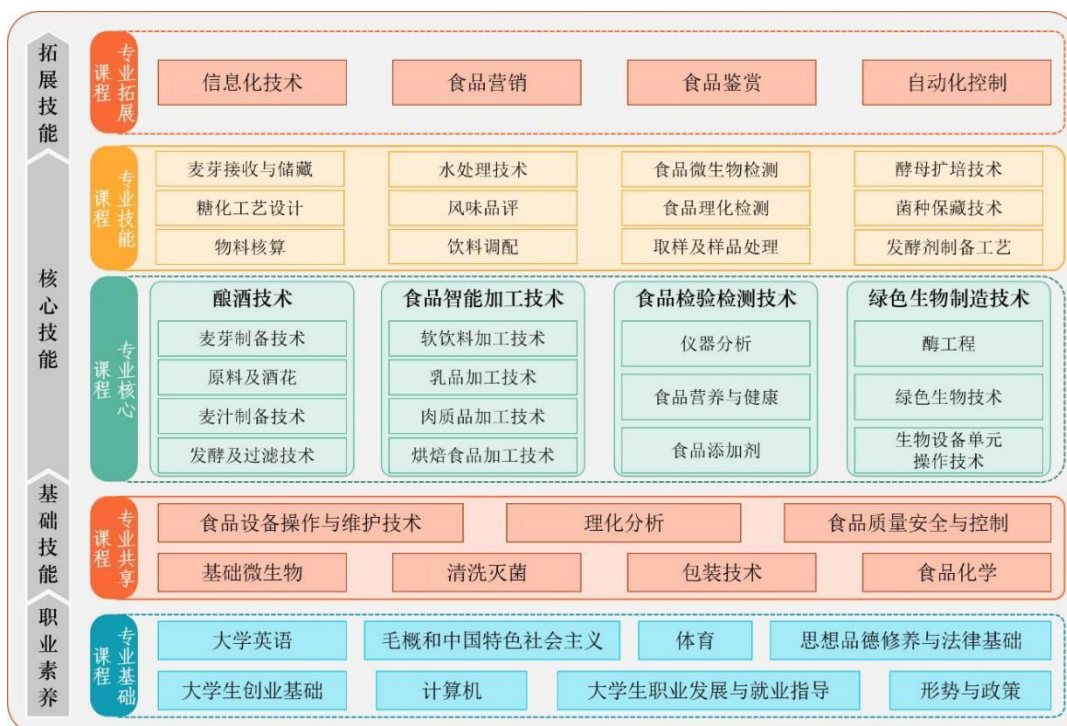 拓展技能
专业拓展课程
信息化技术
食品营销
食品鉴赏
自动化控制
核心技能
专业技能课程
麦芽接收与储藏
水处理技术
食品微生物检测
酵母扩培技术
糖化工艺设计
风味品评
食品理化检测
菌种保藏技术
物料核算
饮料调配
取样及样品处理
发酵剂制备工艺
专业核心课程
酿酒技术
麦芽制备技术
原料及酒花
麦汁制备技术
发酵及过滤技术
食品智能加工技术
软饮料加工技术
乳品加工技术
肉质品加工技术
烘焙食品加工技术
食品检验检测技术
仪器分析
食品营养与健康
食品添加剂
绿色生物制造技术
酶工程
绿色生物技术
生物设备单元
操作技术
基础技能
专业共享课程
食品设备操作与维护技术
理化分析
食品质量安全与控制
基础微生物
清洗灭菌
包装技术
食品化学
职业素养
专业基础课程
大学英语
毛概和中国特色社会主义
体育
思想品德修养与法律基础
大学生创业基础
计算机
大学生职业发展与就业指导
形势与政策